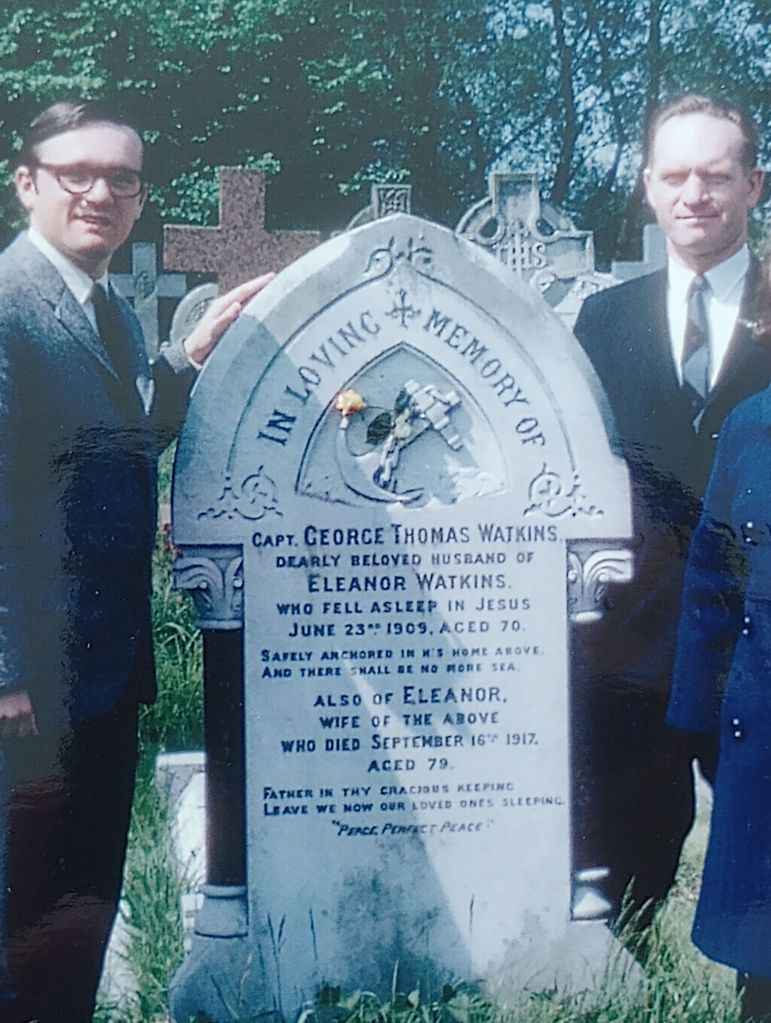 IHS
IN LOVING MEMORY OF
CAPT. GEORGE THOMAS WATKINS,
DEARLY BELOVED HUSBAND OF
ELEANOR WATKINS,
WHO FELL ASLEEP IN JESUS
JUNE 23RD 1909, AGED 70.
SAFELY ANCHORED IN HIS HOME ABOVE,
AND THERE SHALL BE NO MORE SEA.
ALSO OF ELEANOR,
WIFE OF THE ABOVE
WHO DIED SEPTEMBER 16TH 1917,
AGED 79.
FATHER IN THY GRACIOUS KEEPING
LEAVE WE NOW OUR LOVED ONES SLEEPING.
"PEACE, PERFECT PEACE"